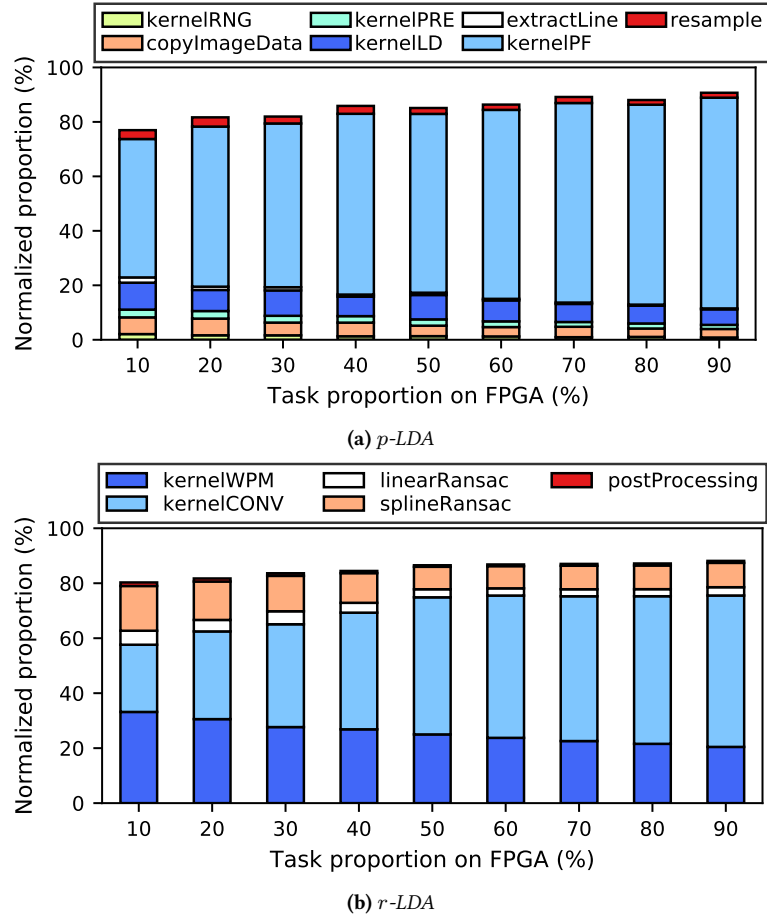 kernelRNG kernelPRE extractLine resample
copyImageData kernelLD kernelPF
Normalized proportion (%)
100
80
60
40
20
0
10 20 30 40 50 60 70 80 90
Task proportion on FPGA (%)
(a) p-LDA
kernelWPM linearRansac postProcessing
kernelCONV splineRansac
Normalized proportion (%)
100
80
60
40
20
0
10 20 30 40 50 60 70 80 90
Task proportion on FPGA (%)
(b) r-LDA